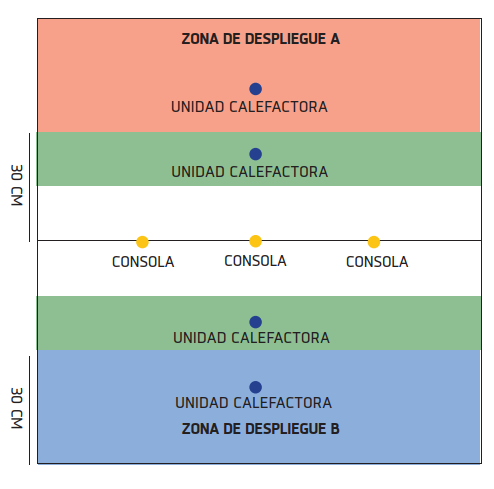 ZONA DE DESPLIEGUE A
UNIDAD CALEFACTORA
UNIDAD CALEFACTORA
30 CM
CONSOLA
CONSOLA
CONSOLA
UNIDAD CALEFACTORA
UNIDAD CALEFACTORA
30 CM
ZONA DE DESPLIEGUE B